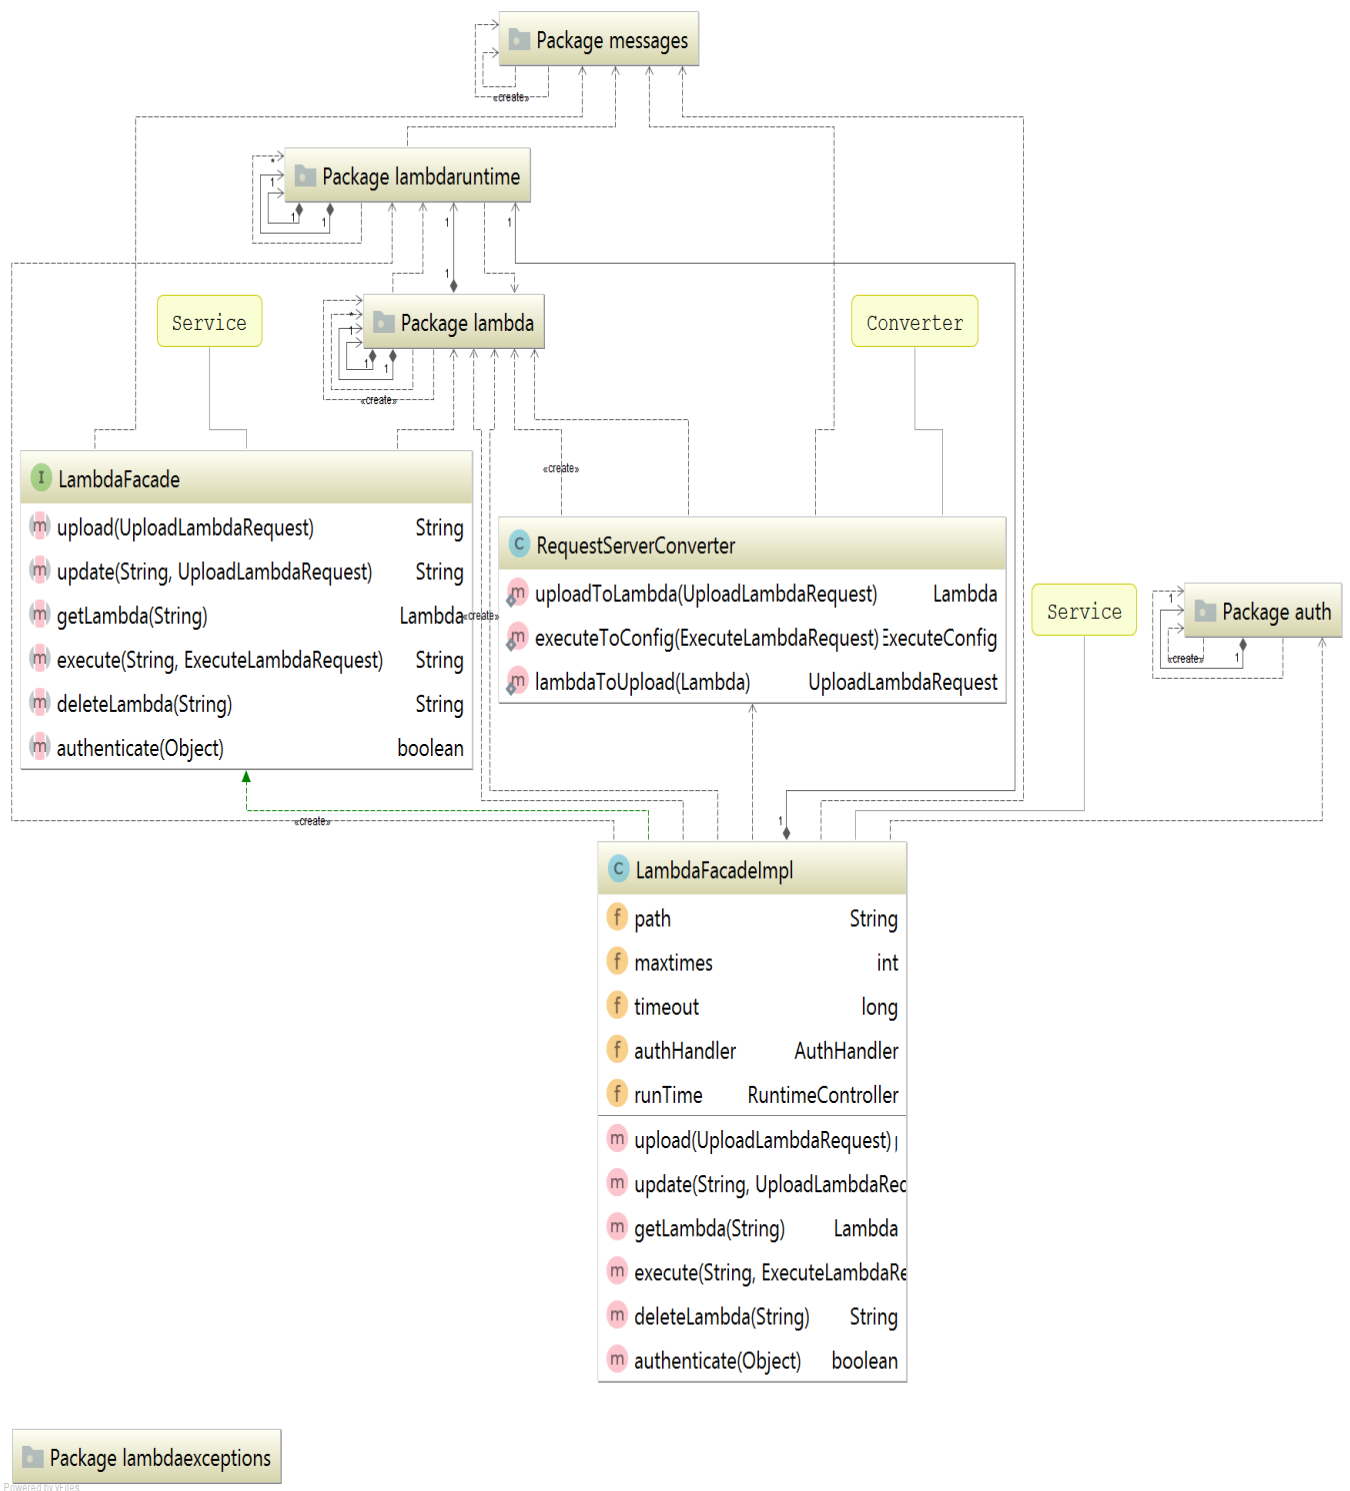 Package messages
«create»
Package lambdaruntime
*
1
1
1
1
1
1
Service
Package lambda
Converter
*
1
1
1
«create»
LambdaFacade
upload(UploadLambdaRequest) String
update(String, UploadLambdaRequest) String
getLambda(String) Lambda
execute(String, ExecuteLambdaRequest) String
deleteLambda(String) String
authenticate(Object) boolean
«create»
«create»
RequestServerConverter
uploadToLambda(UploadLambdaRequest) Lambda
executeToConfig(ExecuteLambdaRequest) ExecuteConfig
lambdaToUpload(Lambda) UploadLambdaRequest
Service
Package auth
1
1
«create»
«create»
1
LambdaFacadeImpl
path String
maxtimes int
timeout long
authHandler AuthHandler
runTime RuntimeController
upload(UploadLambdaRequest)
update(String, UploadLambdaRec
getLambda(String) Lambda
execute(String, ExecuteLambdaRe
deleteLambda(String) String
authenticate(Object) boolean
Package lambdaexceptions
Powered by yFiles